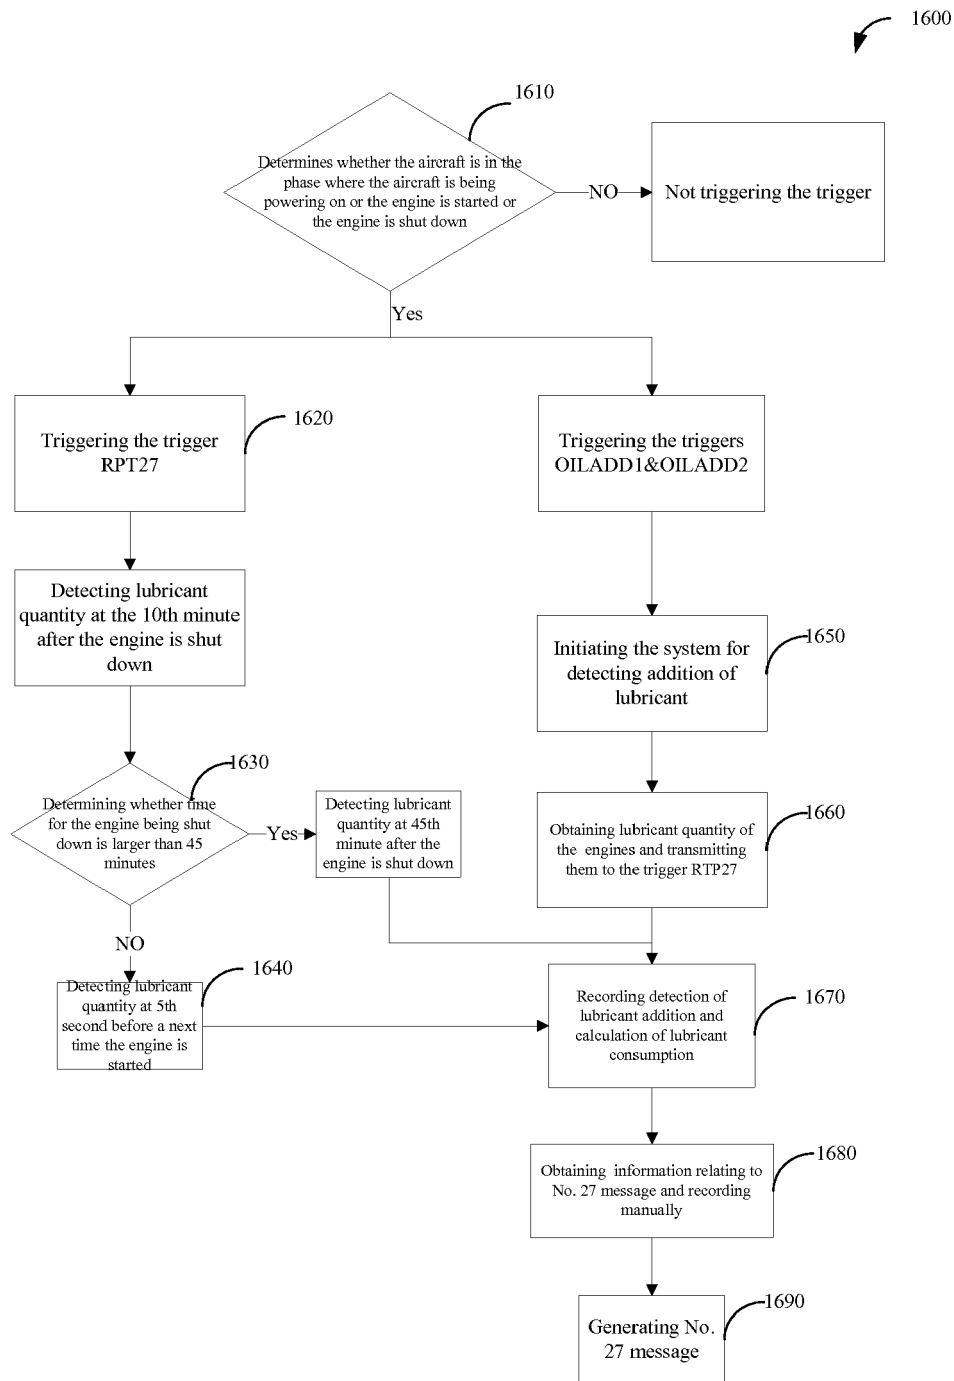 1600
1610
Determines whether the aircraft is in the
phase where the aircraft is being
powering on or the engine is started or
the engine is shut down
NO
Not triggering the trigger
Yes
Triggering the trigger
RPT27
1620
Triggering the triggers
OILADD1&OILADD2
Detecting lubricant
quantity at the 10th minute
after the engine is shut
down
Initiating the system for
detecting addition of
lubricant
1650
1630
Determining whether time
for the engine being shut
down is larger than 45
minutes
Yes
Detecting lubricant
quantity at 45th
minute after the
engine is shut down
Obtaining lubricant quantity of
the engines and transmitting
them to the trigger RTP27
1660
NO
Detecting lubricant
quantity at 5th
second before a next
time the engine is
started
1640
Recording detection of
lubricant addition and
calculation of lubricant
consumption
1670
Obtaining information relating to
No. 27 message and recording
manually
1680
Generating No.
27 message
1690